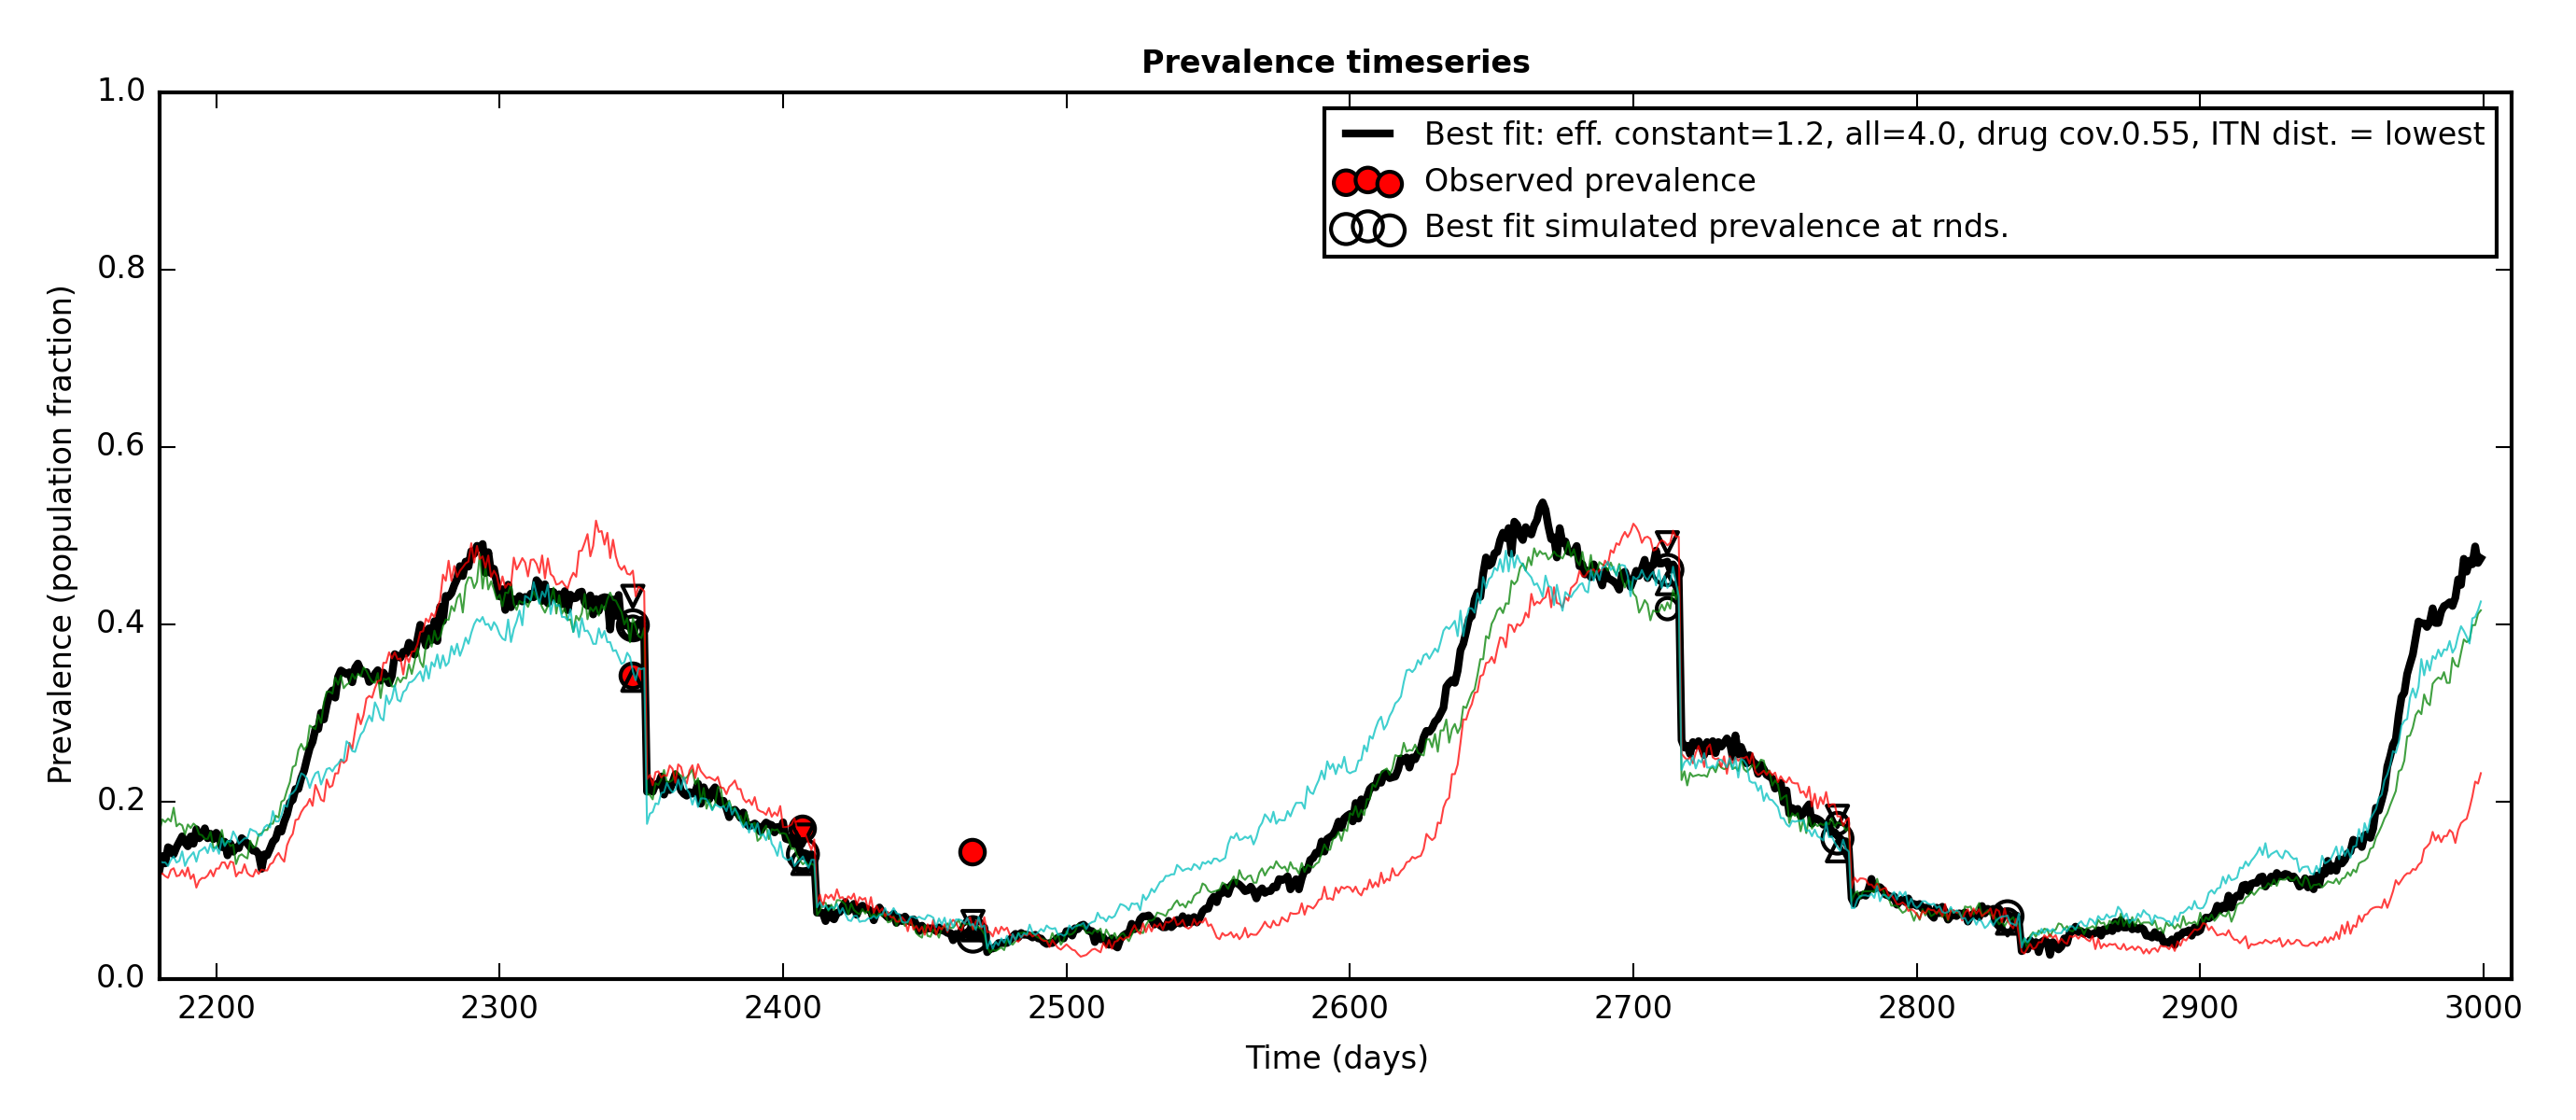 Prevalence timeseries
1.0
0.8
0.6
0.4
0.2
0.0
Prevalence (population fraction)
Best fit: eff. constant=1.2, all=4.0, drug cov.0.55, ITN dist. = lowest
Observed prevalence
Best fit simulated prevalence at rnds.
2200 2300 2400 2500 2600 2700 2800 2900 3000
Time (days)